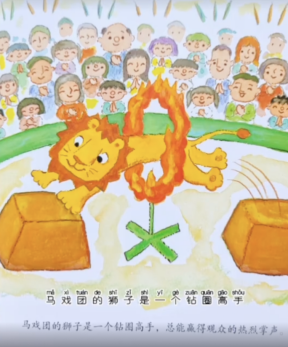 mǎ xì tuán de shī zi shì yí gè zuān quān gāo shǒu
马戏团的狮子是一个钻圈高手
马戏团的狮子是一个钻圈高手，总能赢得观众的热烈掌声。